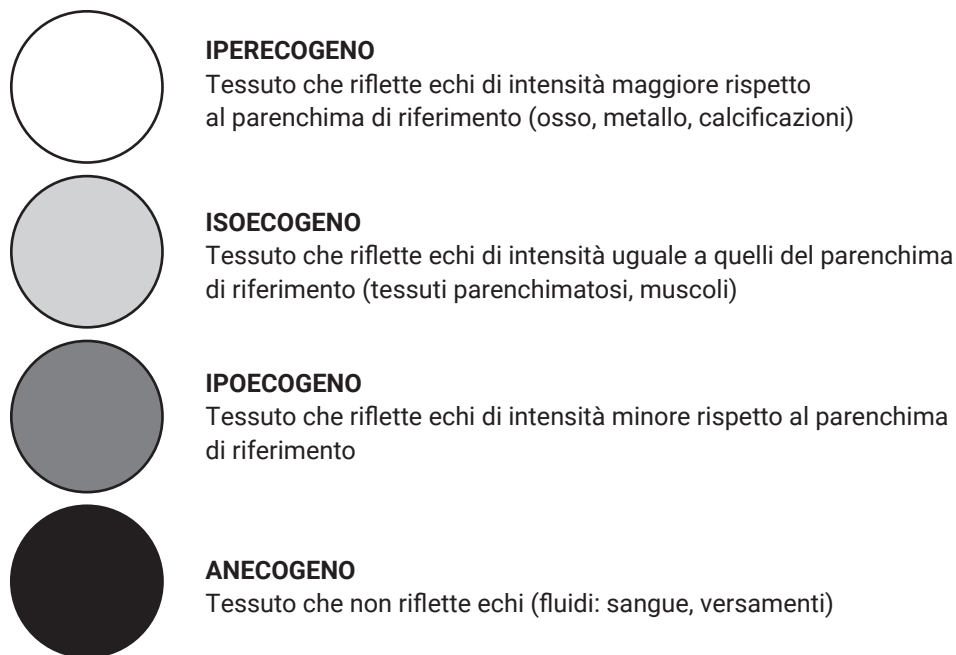 IPERECOGENO
Tessuto che riflette echi di intensità maggiore rispetto
al parenchima di riferimento (osso, metallo, calcificazioni)
ISOECOGENO
Tessuto che riflette echi di intensità uguale a quelli del parenchima
di riferimento (tessuti parenchimatosi, muscoli)
IPOECOGENO
Tessuto che riflette echi di intensità minore rispetto al parenchima
di riferimento
ANECOGENO
Tessuto che non riflette echi (fluidi: sangue, versamenti)